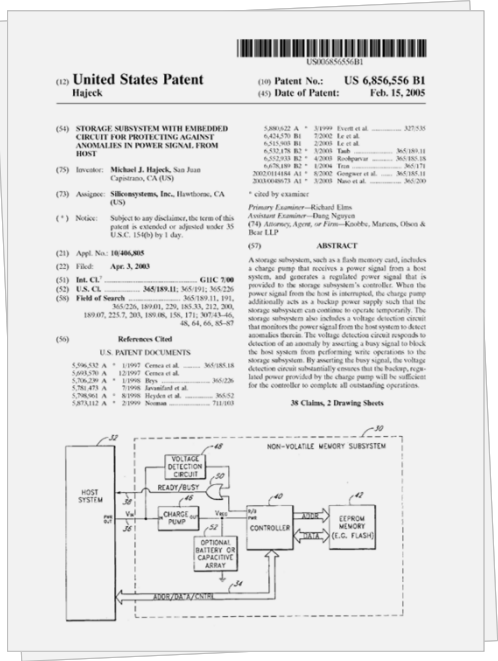 US006856556B1
(12) United States Patent
Hajeck
(10) Patent No.: US 6,856,556 B1
(45) Date of Patent: Feb. 15, 2005
(54) STORAGE SUBSYSTEM WITH EMBEDDED
CIRCUIT FOR PROTECTING AGAINST
ANOMALIES IN POWER SIGNAL FROM
HOST
(75) Inventor: Michael J. Hajeck, San Juan
Capistrano, CA (US)
(73) Assignee: Siliconsystems, Inc., Hawthorne, CA
(US)
(*) Notice: Subject to any disclaimer, the term of this
patent is extended or adjusted under 35
U.S.C. 154(b) by 1 day.
(21) Appl. No.: 10/406,805
(22) Filed: Apr. 3, 2003
(51) Int. Cl.7 G11C 7/00
(52) U.S. Cl. 365/189.11; 365/191; 365/226
(58) Field of Search 365/189.11, 191,
365/226, 189.01, 229, 185.33, 212, 200,
189.07, 225.7, 203, 189.08, 158, 171; 307/43-46,
48, 64, 66, 85-87
(56) References Cited
U.S. PATENT DOCUMENTS
5,596,532 A * 1/1997 Cernea et al. 365/185.18
5,693,570 A 12/1997 Cernea et al.
5,706,239 A * 1/1998 Brys 365/226
5,781,473 A 7/1998 Javanifard et al.
5,798,961 A * 8/1998 Heyden et al. 365/52
5,873,112 A * 2/1999 Norman 711/103
5,880,622 A * 3/1999 Evertt et al. 327/535
6,424,570 B1 7/2002 Le et al.
6,515,903 B1 2/2003 Le et al.
6,532,178 B2 * 3/2003 Taub 365/189.11
6,552,933 B2 * 4/2003 Roohparvar 365/185.18
6,678,189 B2 * 1/2004 Tran 365/171
2002/0114184 A1 * 8/2002 Gongwer et al. 365/185.11
2003/0048673 A1 * 3/2003 Naso et al. 365/200
* cited by examiner
Primary Examiner—Richard Elms
Assistant Examiner—Dang Nguyen
(74) Attorney, Agent, or Firm—Knobbe, Martens, Olson &
Bear LLP
(57) ABSTRACT
A storage subsystem, such as a flash memory card, includes
a charge pump that receives a power signal from a host
system, and generates a regulated power signal that is
provided to the storage subsystem's controller. When the
power signal from the host is interrupted, the charge pump
additionally acts as a backup power supply such that the
storage subsystem can continue to operate temporarily. The
storage subsystem also includes a voltage detection circuit
that monitors the power signal from the host system to detect
anomalies therein. The voltage detection circuit responds to
detection of an anomaly by asserting a busy signal to block
the host system from performing write operations to the
storage subsystem. By asserting the busy signal, the voltage
detection circuit substantially ensures that the backup, regu-
lated power provided by the charge pump will be sufficient
for the controller to complete all outstanding operations.
38 Claims, 2 Drawing Sheets
32
30
NON-VOLATILE MEMORY SUBSYSTEM
48
VOLTAGE
DETECTION
CIRCUIT
READY/BUSY
50
38
HOST
SYSTEM
PWR
OUT
VIN
36
46
CHARGE
PUMP
OUT
VREG
R/B
PWR
40
CONTROLLER
ADDR
DATA
42
EEPROM
MEMORY
(E.G. FLASH)
52
OPTIONAL
BATTERY OR
CAPACITIVE
ARRAY
34
ADDR/DATA/CNTRL